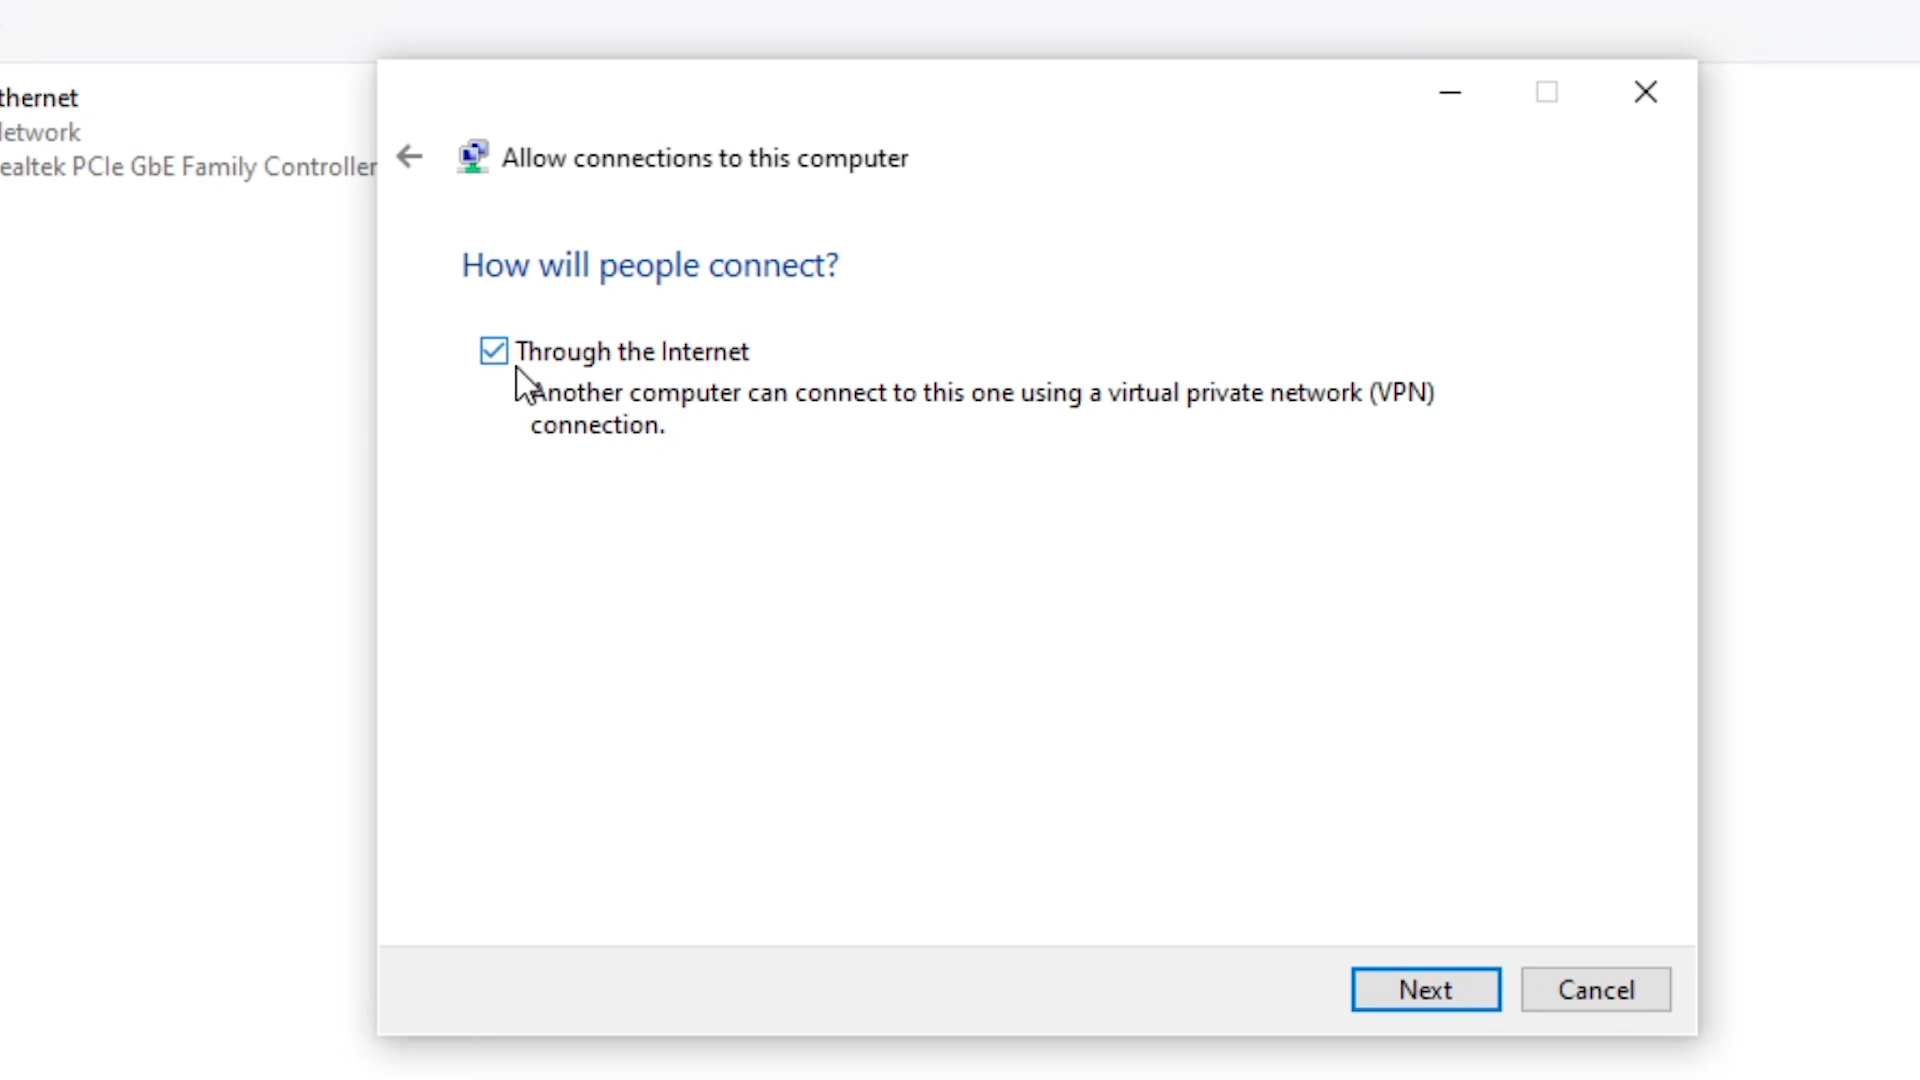 thernet
etwork
ealtek PCIe GbE Family Controller
Allow connections to this computer
How will people connect?
Through the Internet
Another computer can connect to this one using a virtual private network (VPN)
connection.
Next
Cancel